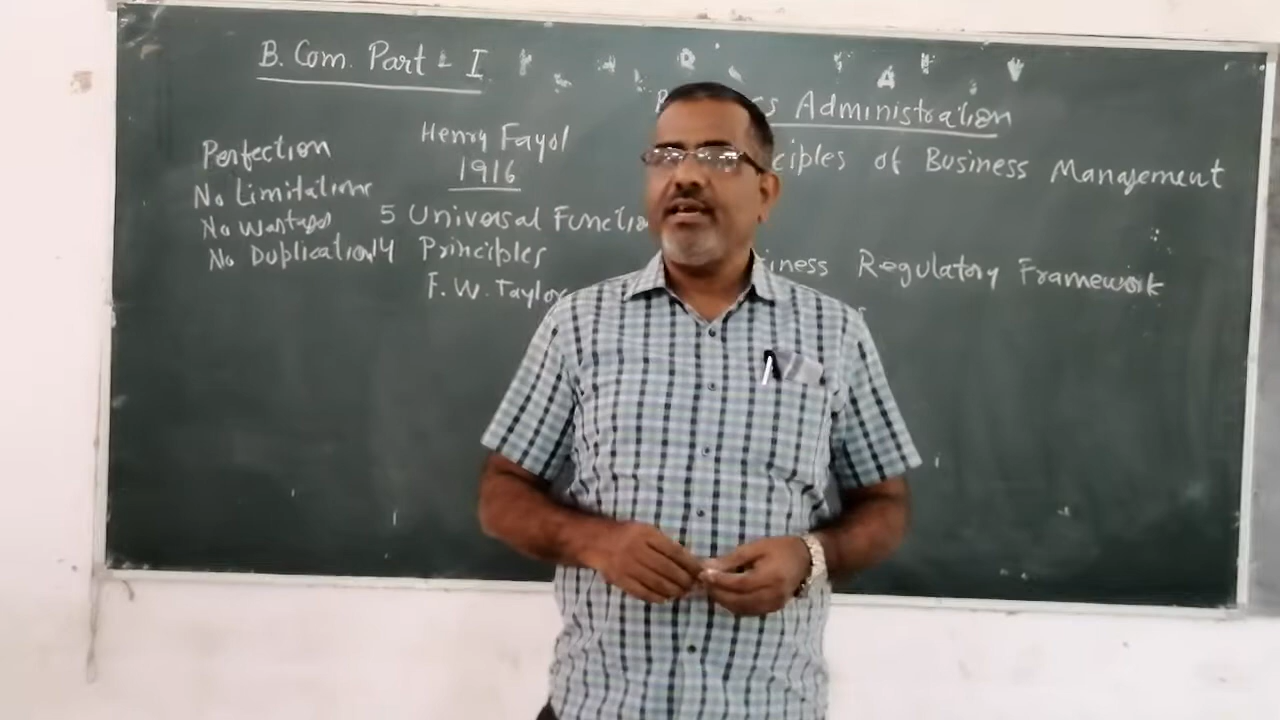 B. Com. Part - I
Administration
Henry Fayol
1916
Perfection
No Limitations
No Wastages
No Duplication
5 Universal Functio
14 Principles
F. W. Taylor
ciples of Business Management
iness Regulatory Framework